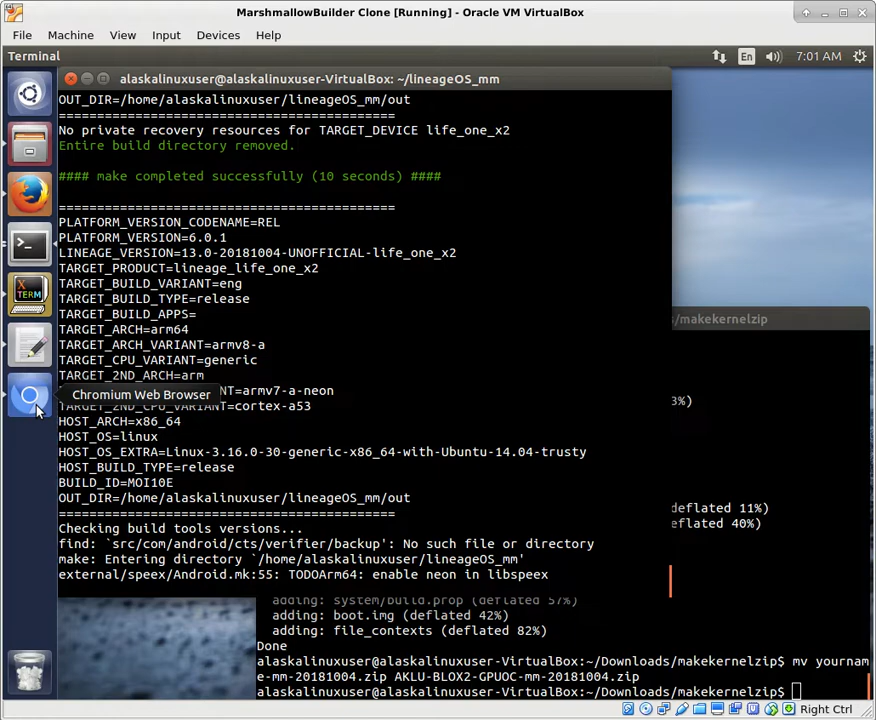 MarshmallowBuilder Clone [Running] - Oracle VM VirtualBox
File Machine View Input Devices Help
Terminal
En
7:01 AM
alaskalinuxuser@alaskalinuxuser-VirtualBox: ~/lineageOS_mm
OUT_DIR=/home/alaskalinuxuser/lineageOS_mm/out
============================================
No private recovery resources for TARGET_DEVICE life_one_x2
Entire build directory removed.
#### make completed successfully (10 seconds) ####
============================================
PLATFORM_VERSION_CODENAME=REL
PLATFORM_VERSION=6.0.1
LINEAGE_VERSION=13.0-20181004-UNOFFICIAL-life_one_x2
TARGET_PRODUCT=lineage_life_one_x2
TARGET_BUILD_VARIANT=eng
TARGET_BUILD_TYPE=release
TARGET_BUILD_APPS=
TARGET_ARCH=arm64
TARGET_ARCH_VARIANT=armv8-a
TARGET_CPU_VARIANT=generic
TARGET_2ND_ARCH=arm
NT=armv7-a-neon
Chromium Web Browser
TARGET_2ND_CPU_VARIANT=cortex-a53
HOST_ARCH=x86_64
HOST_OS=linux
HOST_OS_EXTRA=Linux-3.16.0-30-generic-x86_64-with-Ubuntu-14.04-trusty
HOST_BUILD_TYPE=release
BUILD_ID=MOI10E
OUT_DIR=/home/alaskalinuxuser/lineageOS_mm/out
============================================
Checking build tools versions...
find: `src/com/android/cts/verifier/backup': No such file or directory
make: Entering directory `/home/alaskalinuxuser/lineageOS_mm'
external/speex/Android.mk:55: TODOArm64: enable neon in libspeex
X
TERM
s/makekernelzip
3%)
deflated 11%)
eflated 40%)
adding: system/build.prop (deflated 57%)
adding: boot.img (deflated 42%)
adding: file_contexts (deflated 82%)
Done
alaskalinuxuser@alaskalinuxuser-VirtualBox:~/Downloads/makekernelzip$ mv yournam
e-mm-20181004.zip AKLU-BLOX2-GPUOC-mm-20181004.zip
alaskalinuxuser@alaskalinuxuser-VirtualBox:~/Downloads/makekernelzip$
Right Ctrl